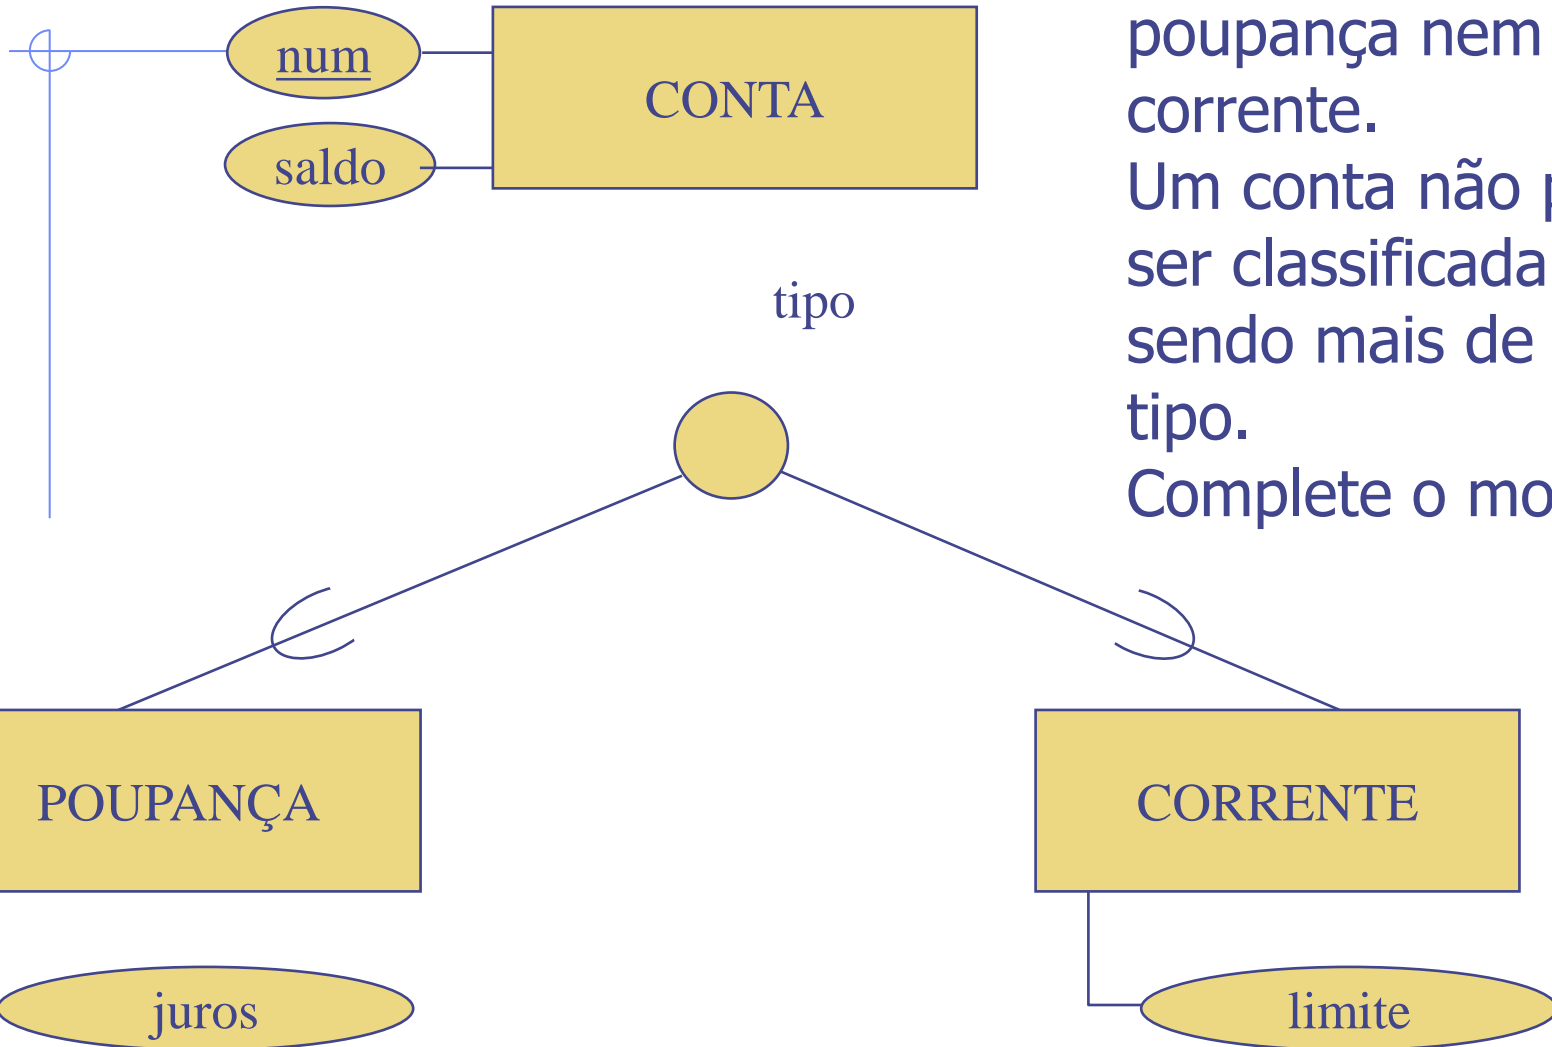 num
CONTA
saldo
tipo
poupança nem
corrente.
Um conta não
ser classificada
sendo mais de
tipo.
Complete o
POUPANÇA
CORRENTE
juros
limite